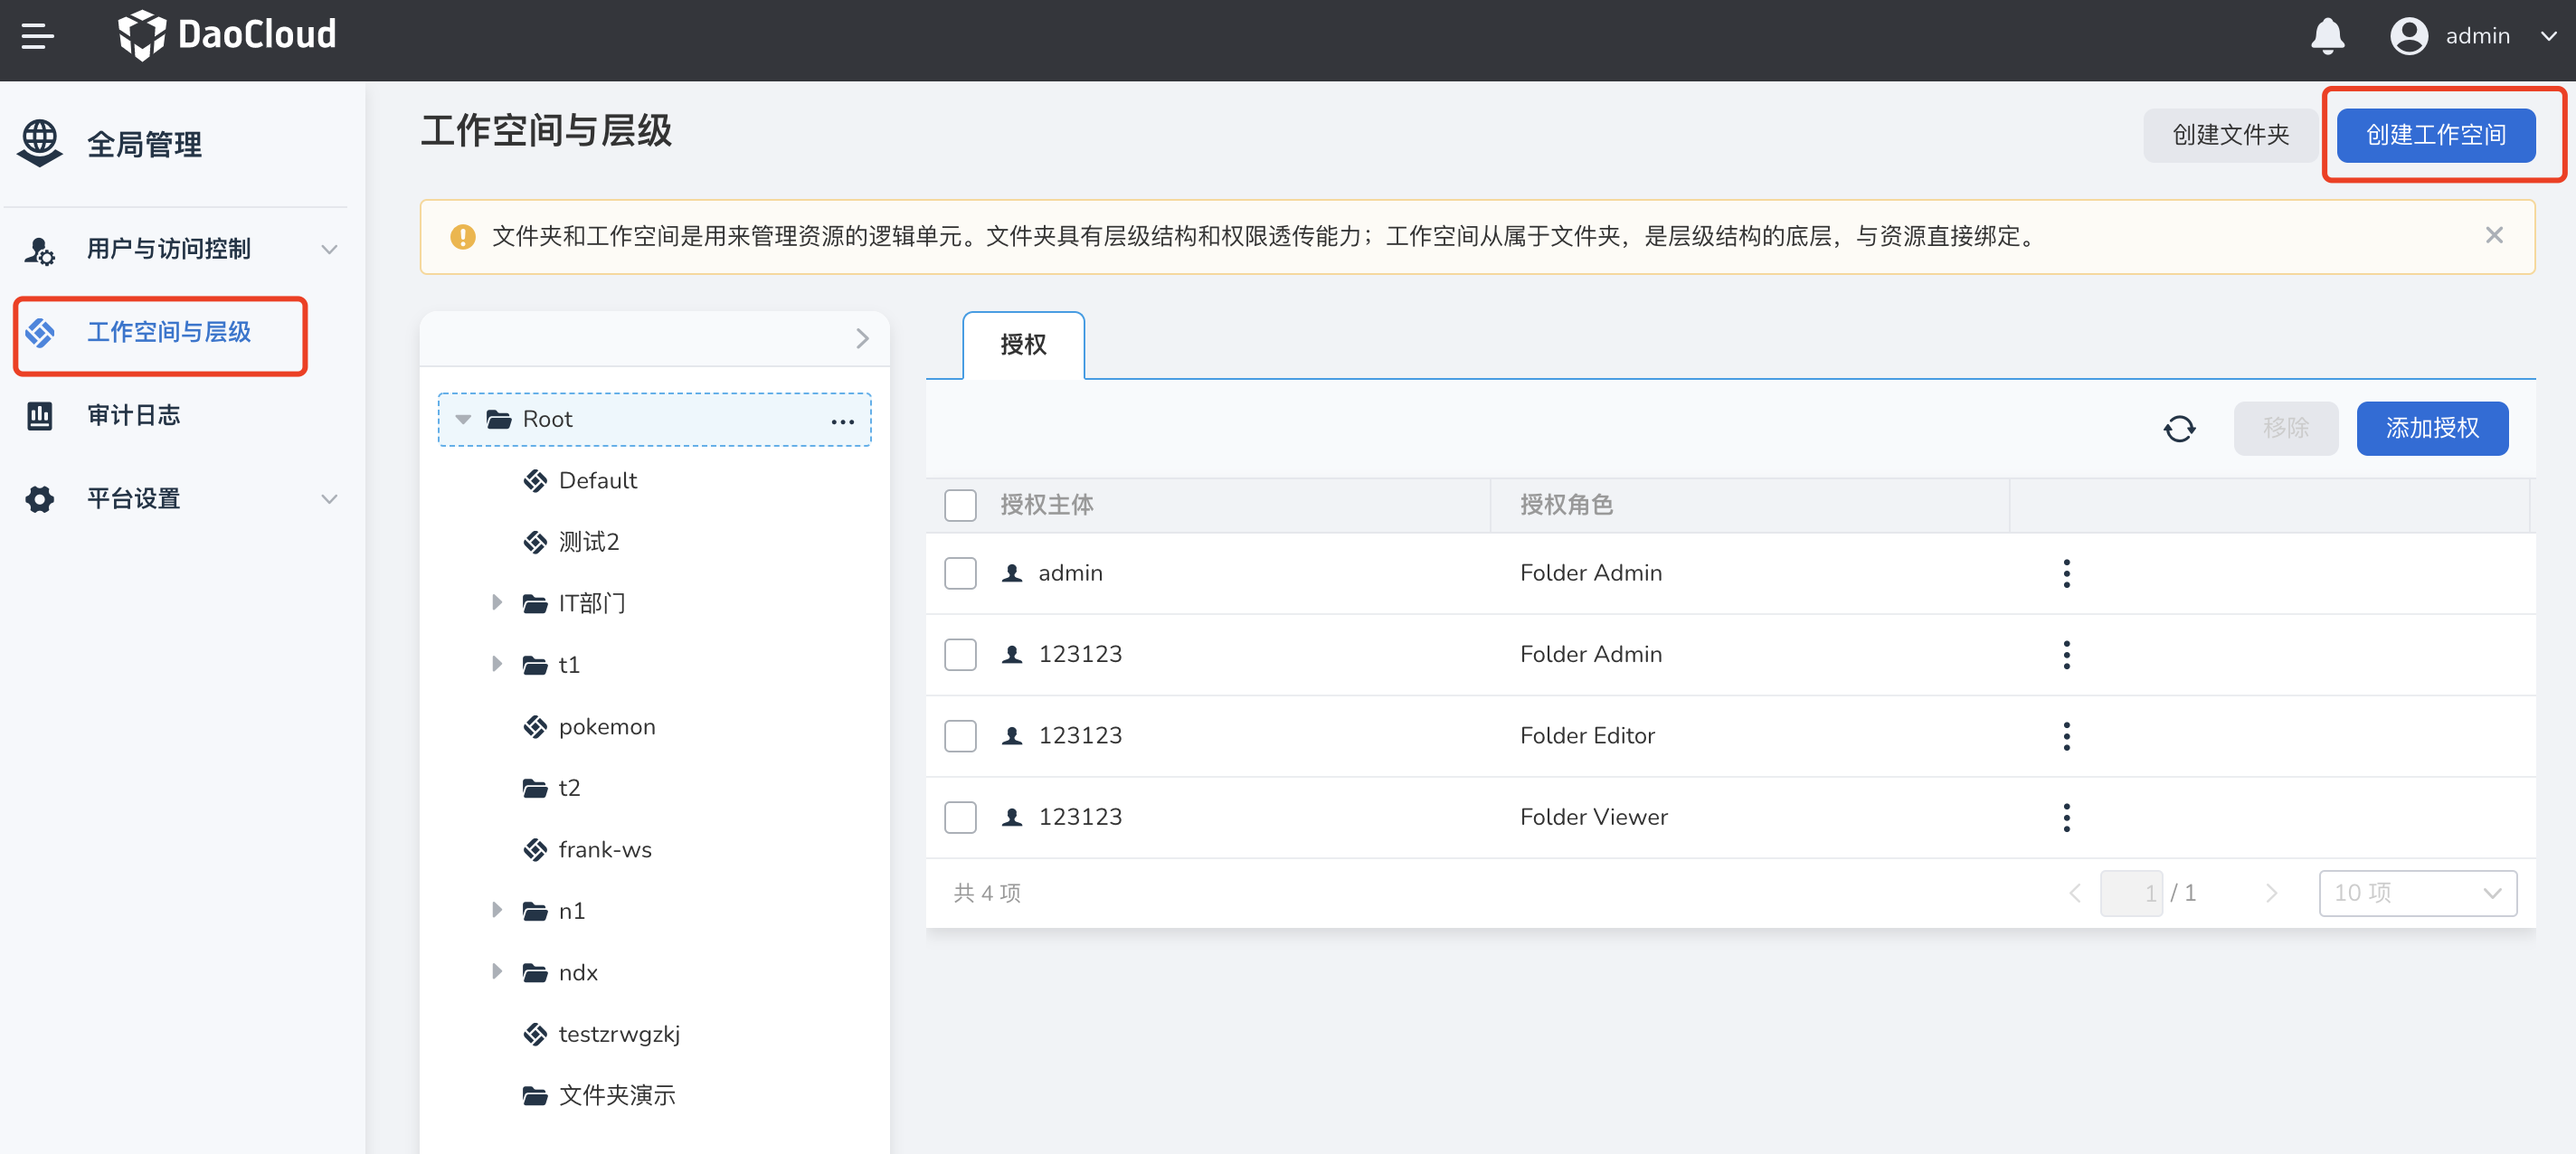 DaoCloud
admin
全局管理
用户与访问控制
工作空间与层级
审计日志
平台设置
工作空间与层级
创建文件夹
创建工作空间
文件夹和工作空间是用来管理资源的逻辑单元。文件夹具有层级结构和权限透传能力；工作空间从属于文件夹，是层级结构的底层，与资源直接绑定。
Root
Default
测试2
IT部门
t1
pokemon
t2
frank-ws
n1
ndx
testzrwgzkj
文件夹演示
授权
移除
添加授权
授权主体 授权角色
admin Folder Admin
123123 Folder Admin
123123 Folder Editor
123123 Folder Viewer
共 4 项
1 / 1
10 项